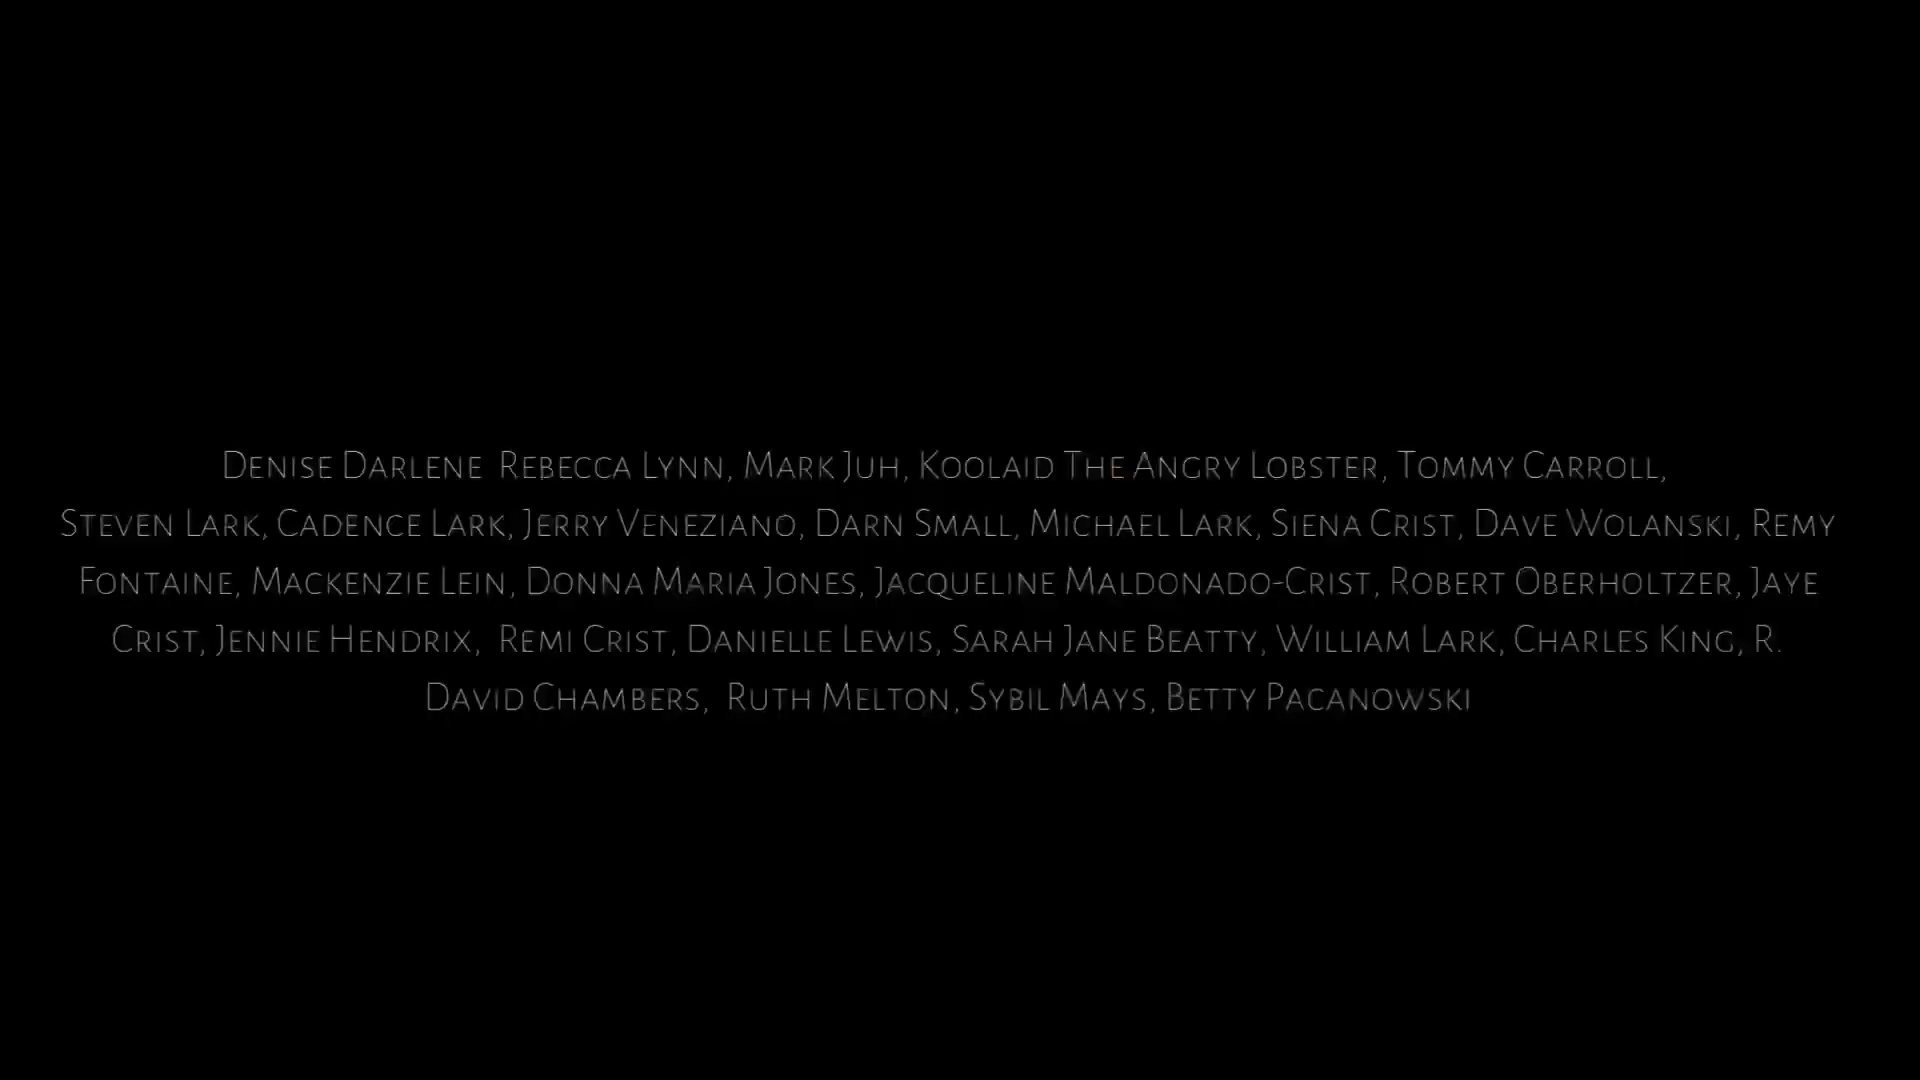 Denise Darlene  Rebecca Lynn, Mark Juh, Koolaid The Angry Lobster, Tommy Carroll,
Steven Lark, Cadence Lark, Jerry Veneziano, Darn Small, Michael Lark, Siena Crist, Dave Wolanski, Remy
Fontaine, Mackenzie Lein, Donna Maria Jones, Jacqueline Maldonado-Crist, Robert Oberholtzer, Jaye
Crist, Jennie Hendrix,  Remi Crist, Danielle Lewis, Sarah Jane Beatty, William Lark, Charles King, R.
David Chambers,  Ruth Melton, Sybil Mays, Betty Pacanowski